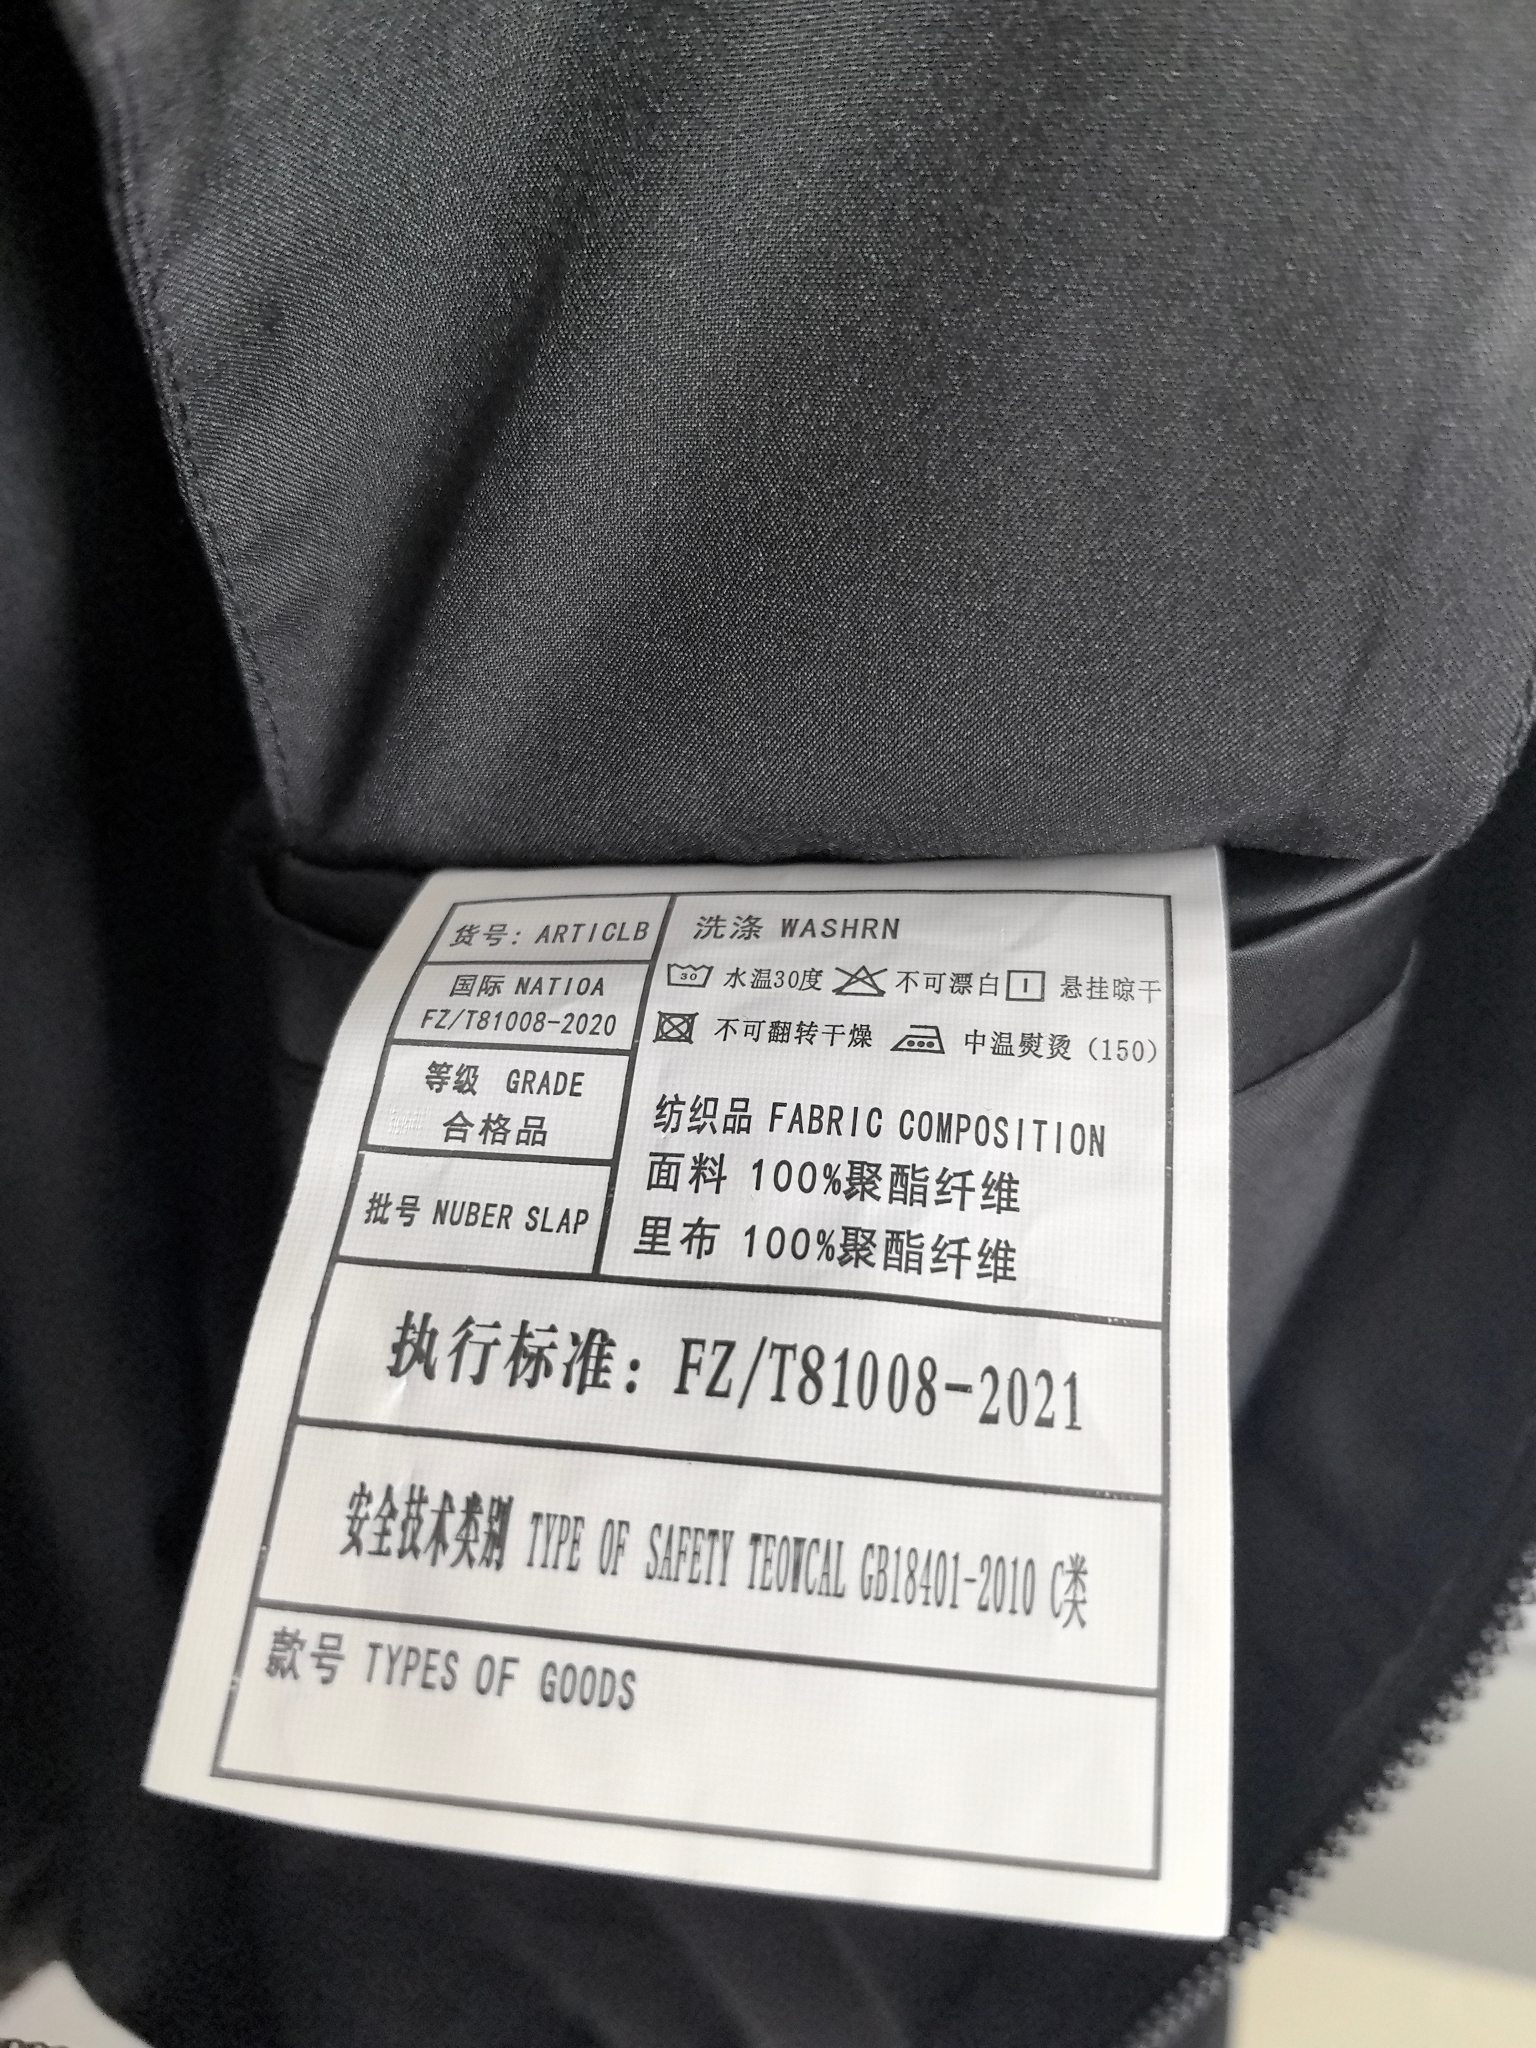 货号: ARTICLB
国际 NATIOA
FZ/T81008-2020
等级 GRADE
合格品
批号 NUBER SLAP
洗涤 WASHRN
30 水温30度 不可漂白 悬挂晾干
不可翻转干燥 中温熨烫 (150)
纺织品 FABRIC COMPOSITION
面料 100%聚酯纤维
里布 100%聚酯纤维
执行标准: FZ/T81008-2021
安全技术类别 TYPE OF SAFETY TEOWCAL GB18401-2010 C类
款号 TYPES OF GOODS